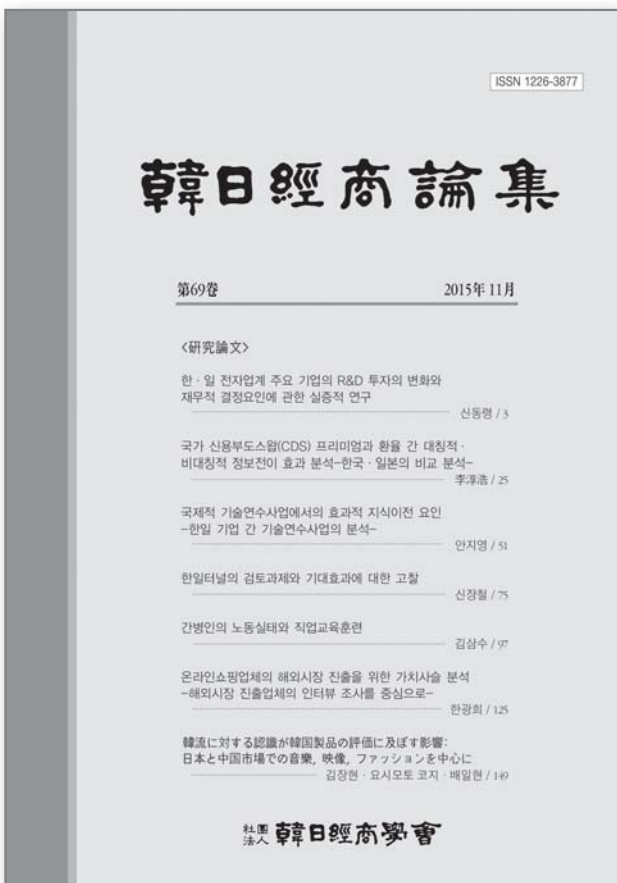 ISSN 1226-3877
韓日經商論集
第69卷 2015年 11月
<研究論文>
한·일 전자업계 주요 기업의 R&D 투자의 변화와
재무적 결정요인에 관한 실증적 연구
신동령 / 3
국가 신용부도스왑(CDS) 프리미엄과 환율 간 대칭적·
비대칭적 정보전이 효과 분석-한국·일본의 비교 분석-
李淳浩 / 25
국제적 기술연수사업에서의 효과적 지식이전 요인
-한일 기업 간 기술연수사업의 분석-
안지영 / 51
한일터널의 검토과제와 기대효과에 대한 고찰
신장철 / 75
간병인의 노동실태와 직업교육훈련
김삼수 / 97
온라인쇼핑업체의 해외시장 진출을 위한 가치사슬 분석
-해외시장 진출업체의 인터뷰 조사를 중심으로-
한광희 / 125
韓流に対する認識が韓国製品の評価に及ぼす影響:
日本と中国市場での音樂, 映像, ファッションを中心に
김장현·요시모토 코지·배일현 / 149
社團法人 韓日經商學會